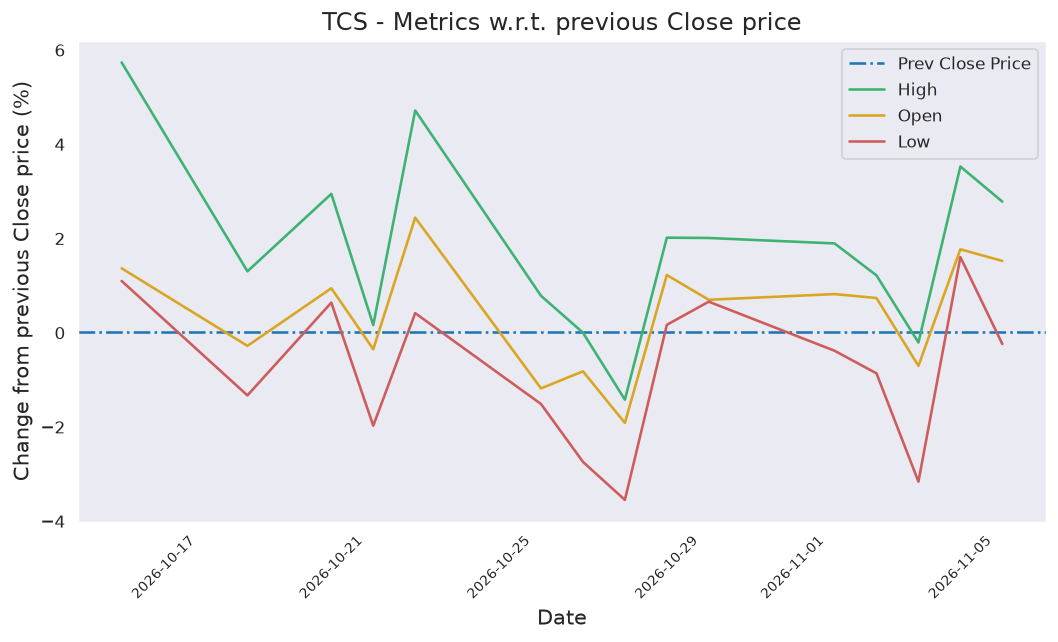 TCS - Metrics w.r.t. previous Close price
Change from previous Close price (%)
6
4
2
0
−2
−4
Prev Close Price
High
Open
Low
2026-10-17
2026-10-21
2026-10-25
2026-10-29
2026-11-01
2026-11-05
Date